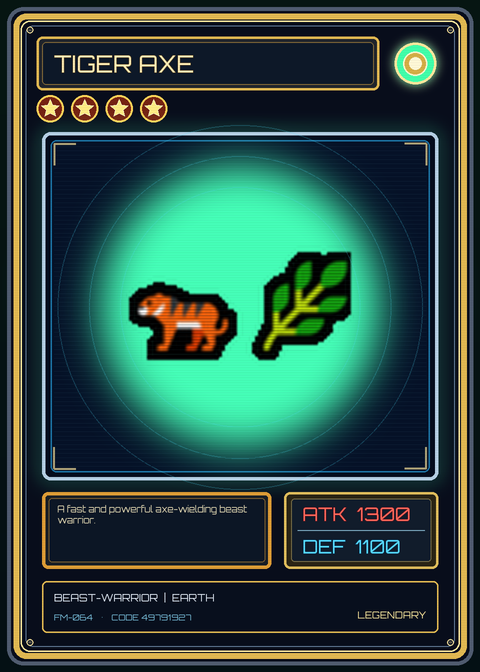 TIGER AXE
A fast and powerful axe-wielding beast
warrior.
ATK 1300
DEF 1100
BEAST-WARRIOR | EARTH
FM-064 · CODE 49791927
LEGENDARY